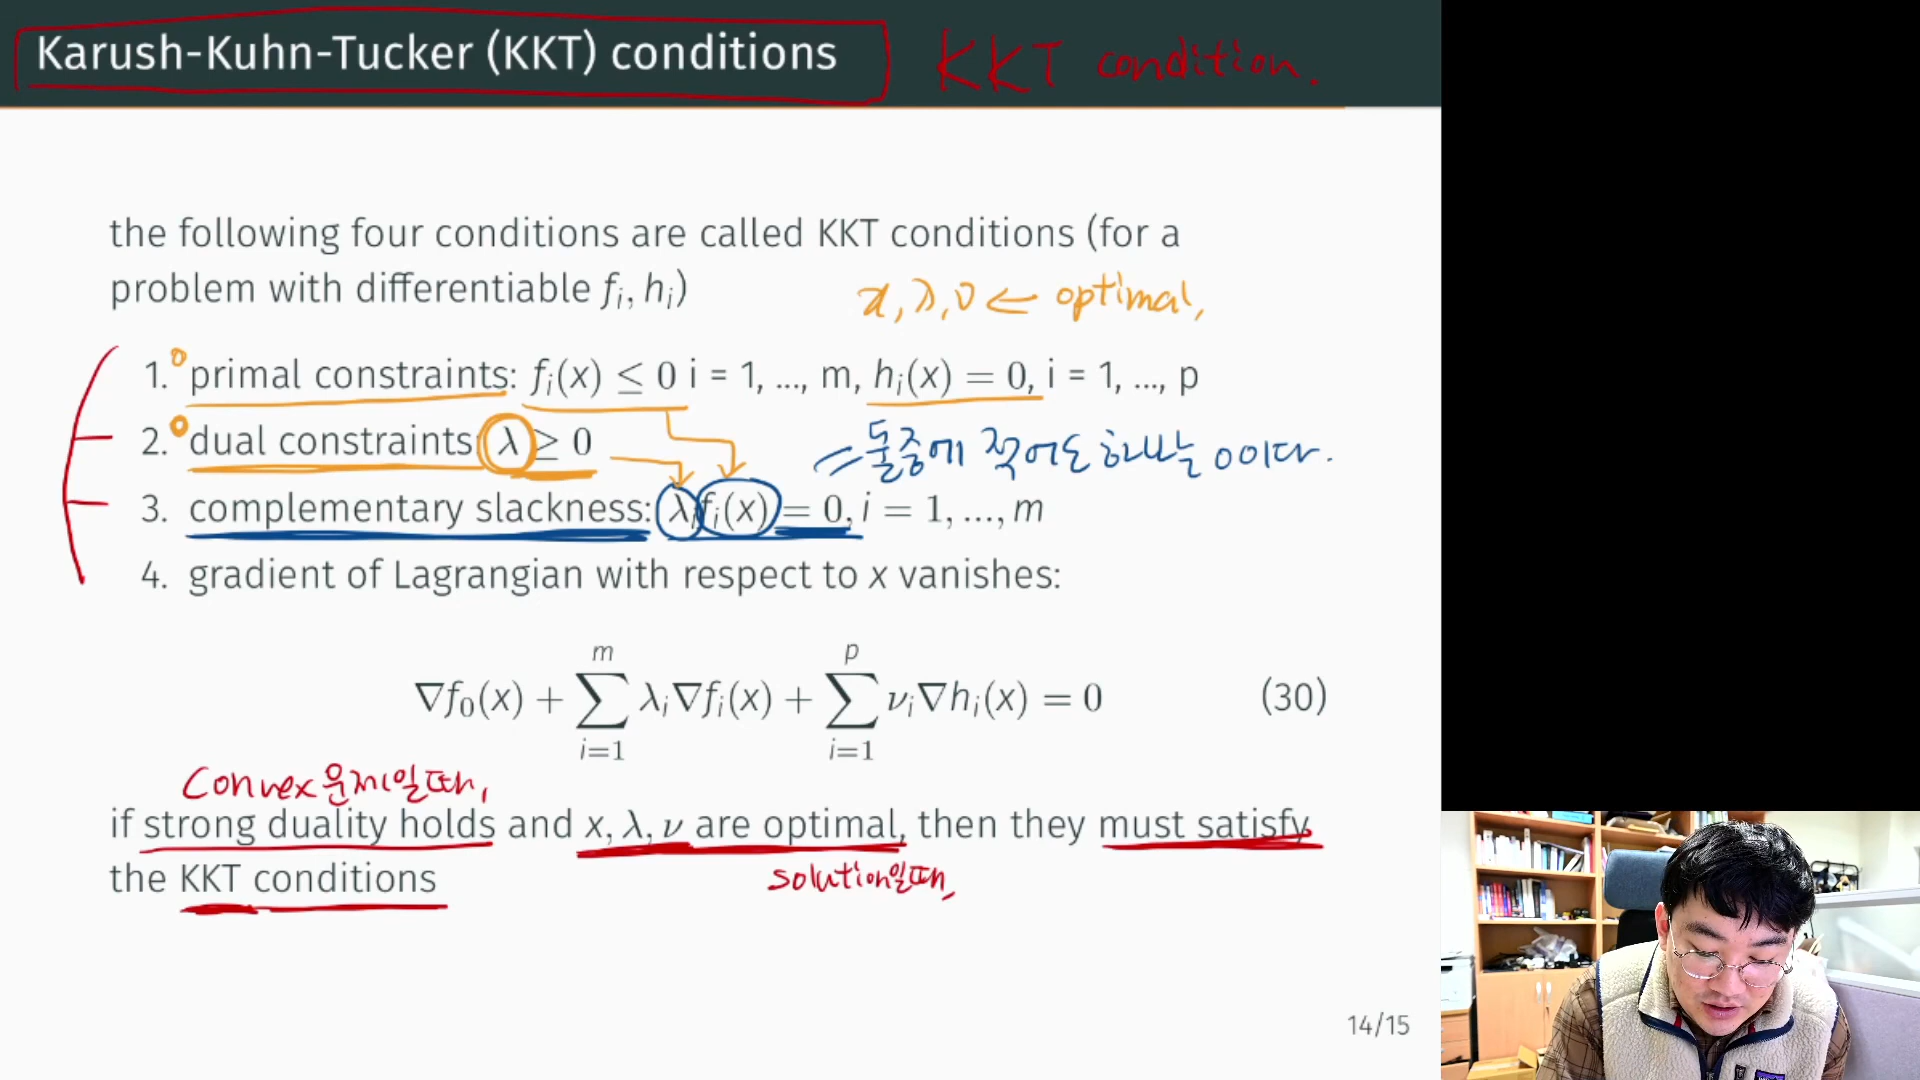 Karush-Kuhn-Tucker (KKT) conditions
KKT condition.
the following four conditions are called KKT conditions (for a
problem with differentiable fᵢ, hᵢ)
x, λ, ν ← optimal,
1. primal constraints: fᵢ(x) ≤ 0 i = 1, ..., m, hᵢ(x) = 0, i = 1, ..., p
2. dual constraints: λ ≥ 0
= 둘중에 적어도 하나는 0이다.
3. complementary slackness: λᵢfᵢ(x) = 0, i = 1, ..., m
4. gradient of Lagrangian with respect to x vanishes:
∇f₀(x) + ∑ᵢ₌₁ᵐ λᵢ∇fᵢ(x) + ∑ᵢ₌₁ᵖ νᵢ∇hᵢ(x) = 0 (30)
Convex 문제일때,
if strong duality holds and x, λ, ν are optimal, then they must satisfy
the KKT conditions
solution일때,
14/15